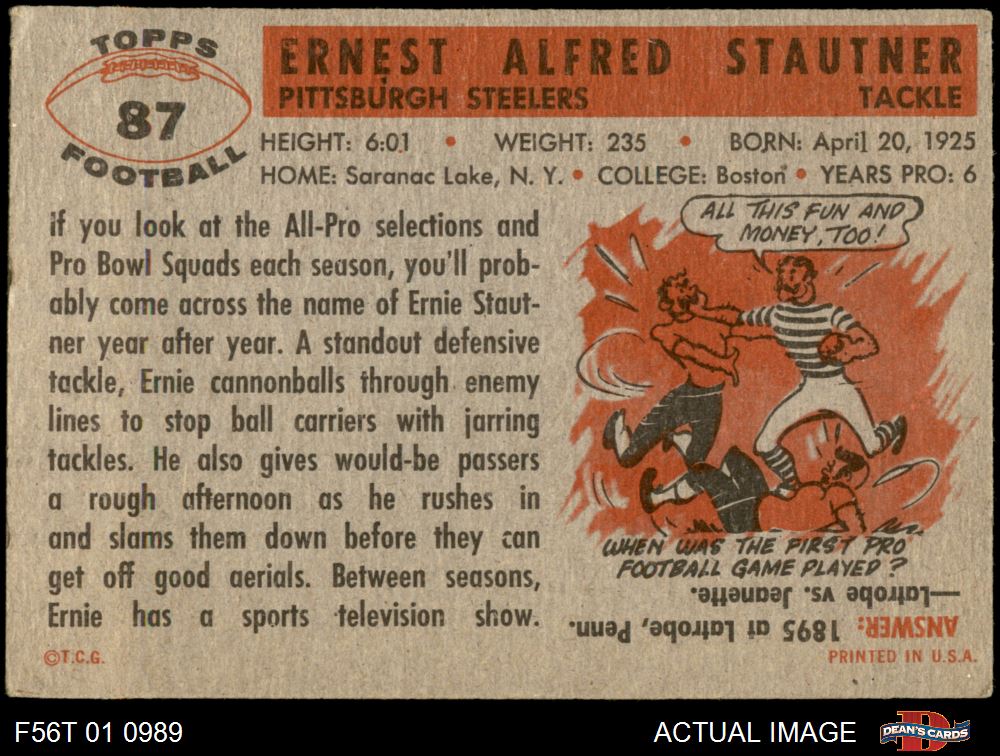 TOPPS
87
FOOTBALL
ERNEST ALFRED STAUTNER
PITTSBURGH STEELERS TACKLE
HEIGHT: 6:01 • WEIGHT: 235 • BORN: April 20, 1925
HOME: Saranac Lake, N. Y. • COLLEGE: Boston • YEARS PRO: 6
If you look at the All-Pro selections and
Pro Bowl Squads each season, you'll prob-
ably come across the name of Ernie Staut-
ner year after year. A standout defensive
tackle, Ernie cannonballs through enemy
lines to stop ball carriers with jarring
tackles. He also gives would-be passers
a rough afternoon as he rushes in
and slams them down before they can
get off good aerials. Between seasons,
Ernie has a sports television show.
©T.C.G.
ALL THIS FUN AND
MONEY, TOO!
WHEN WAS THE FIRST PRO
FOOTBALL GAME PLAYED?
ANSWER: 1895 at Latrobe, Penn.
—Latrobe vs. Jeanette.
PRINTED IN U.S.A.
F56T 01 0989
ACTUAL IMAGE
D
DEAN'S CARDS